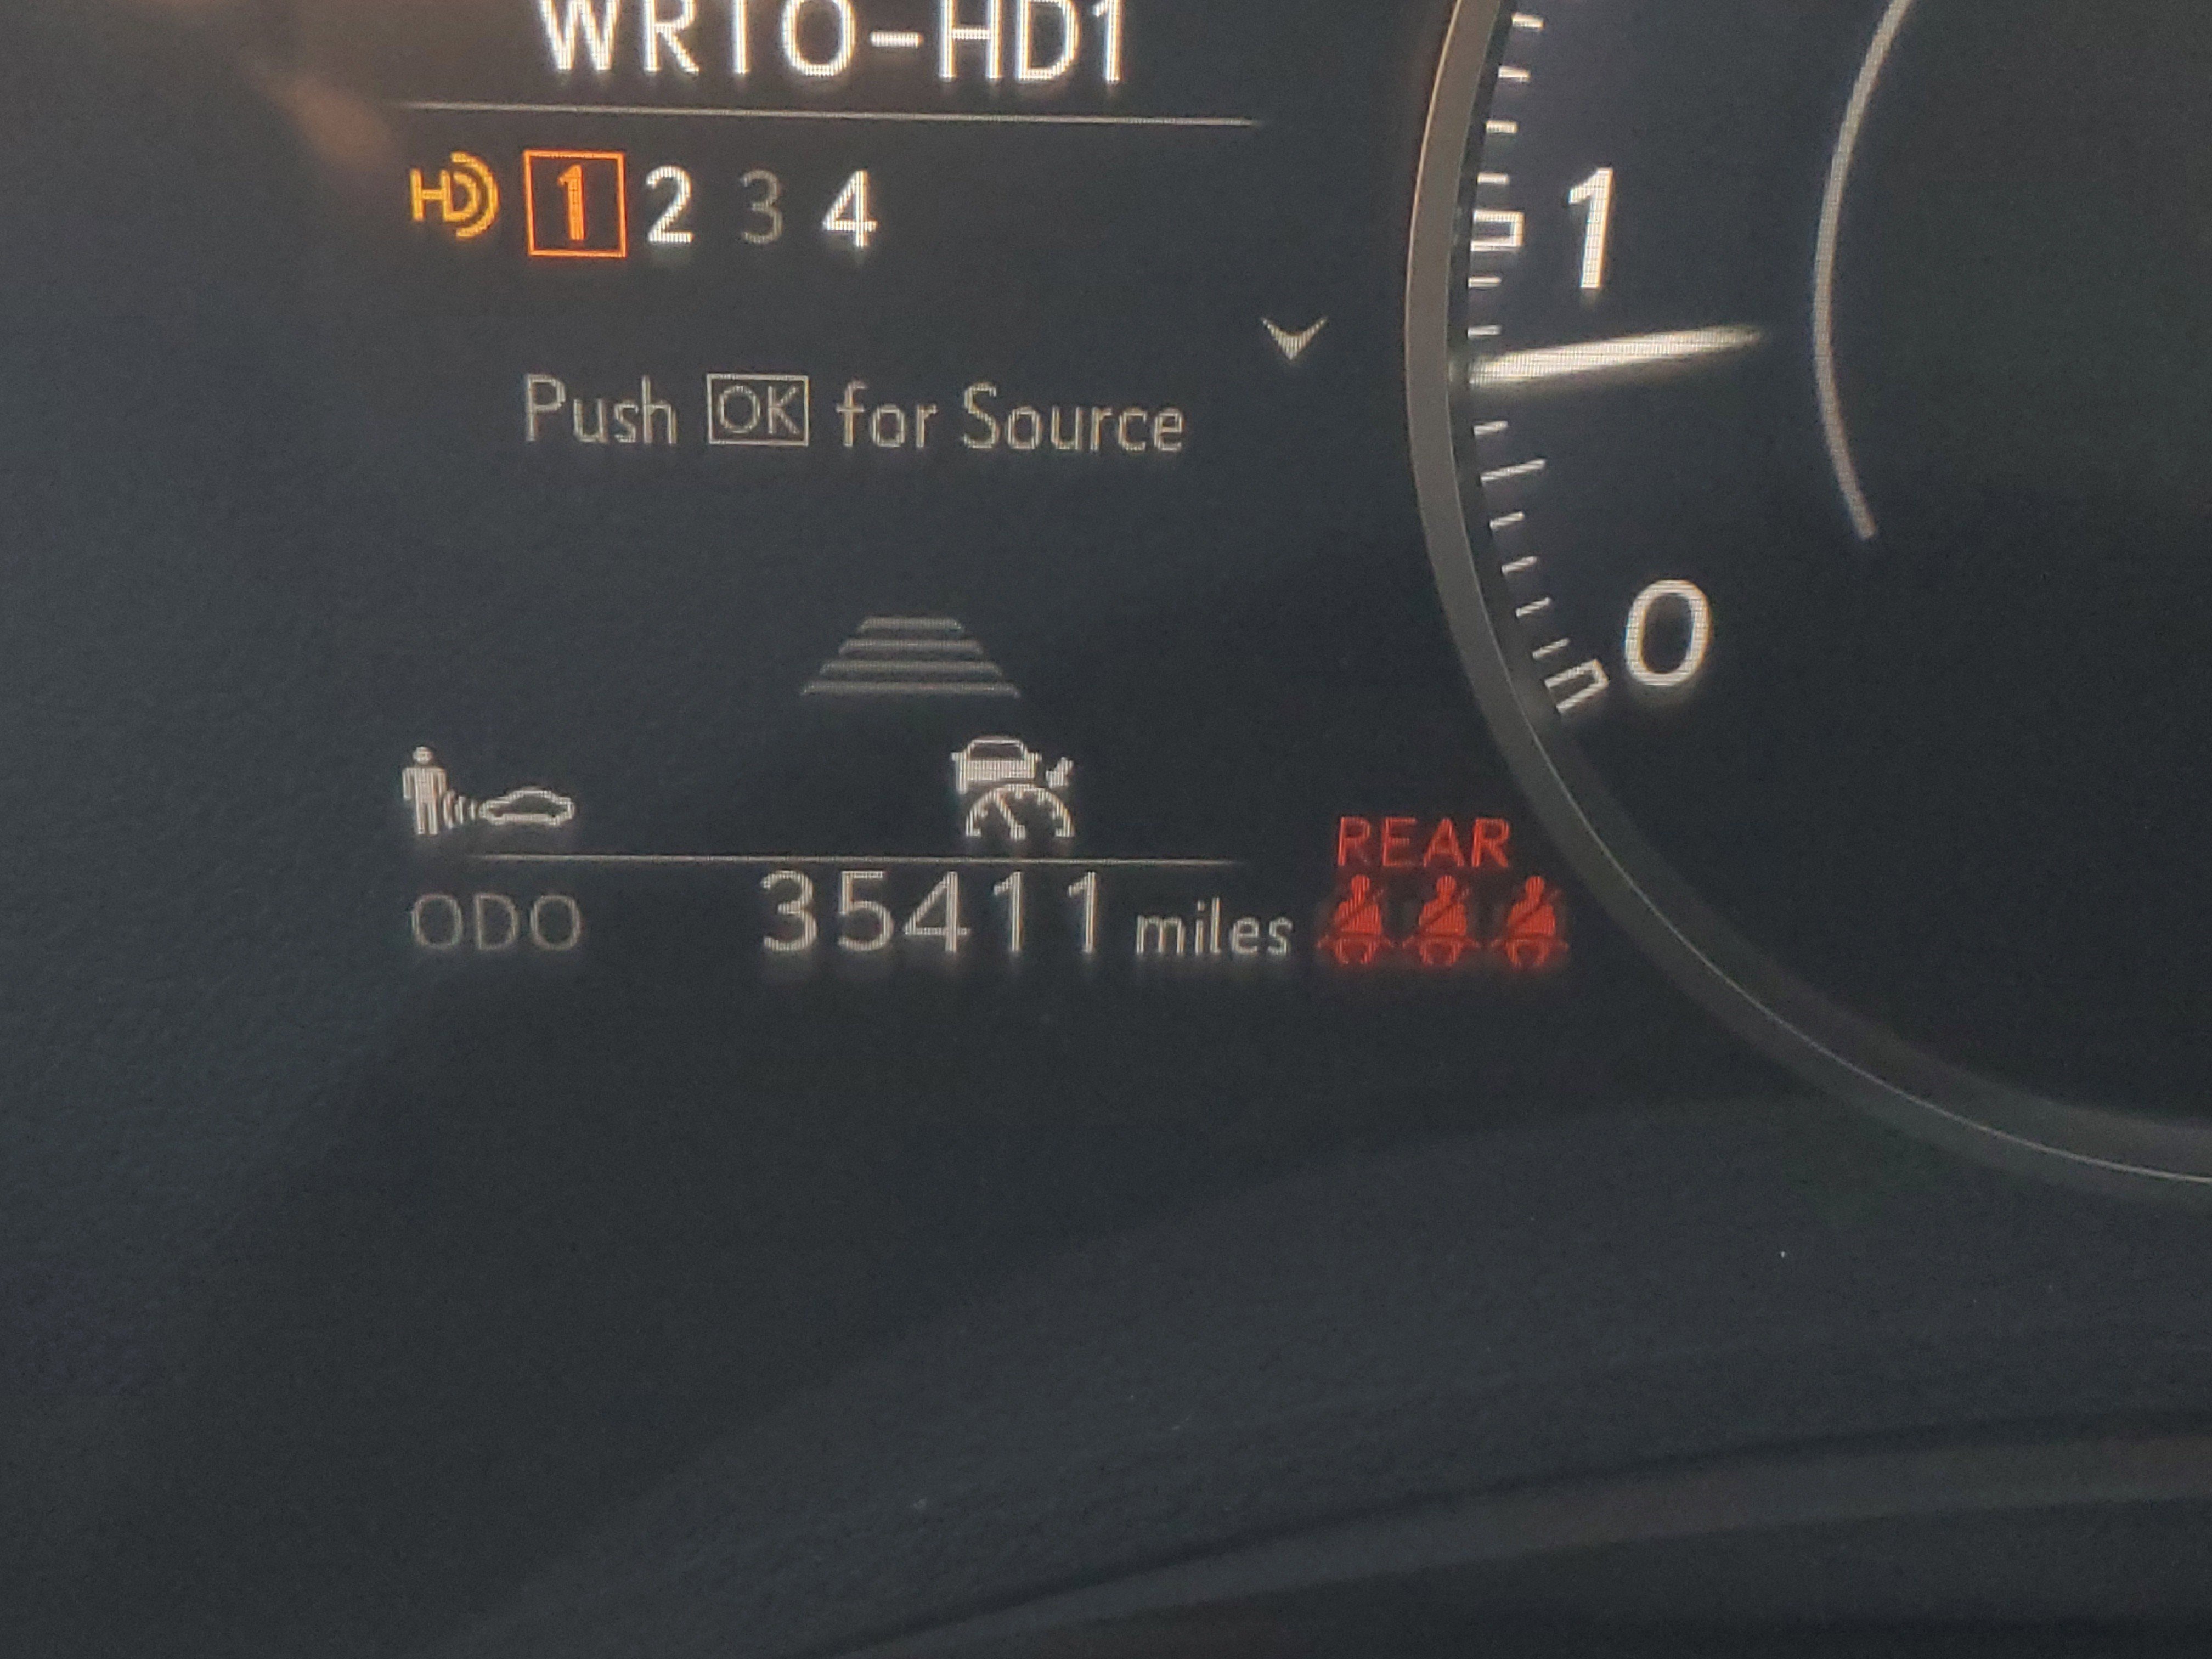 WRTO-HD1
HD 1 2 3 4
Push OK for Source
1
0
REAR
ODO 35411 miles